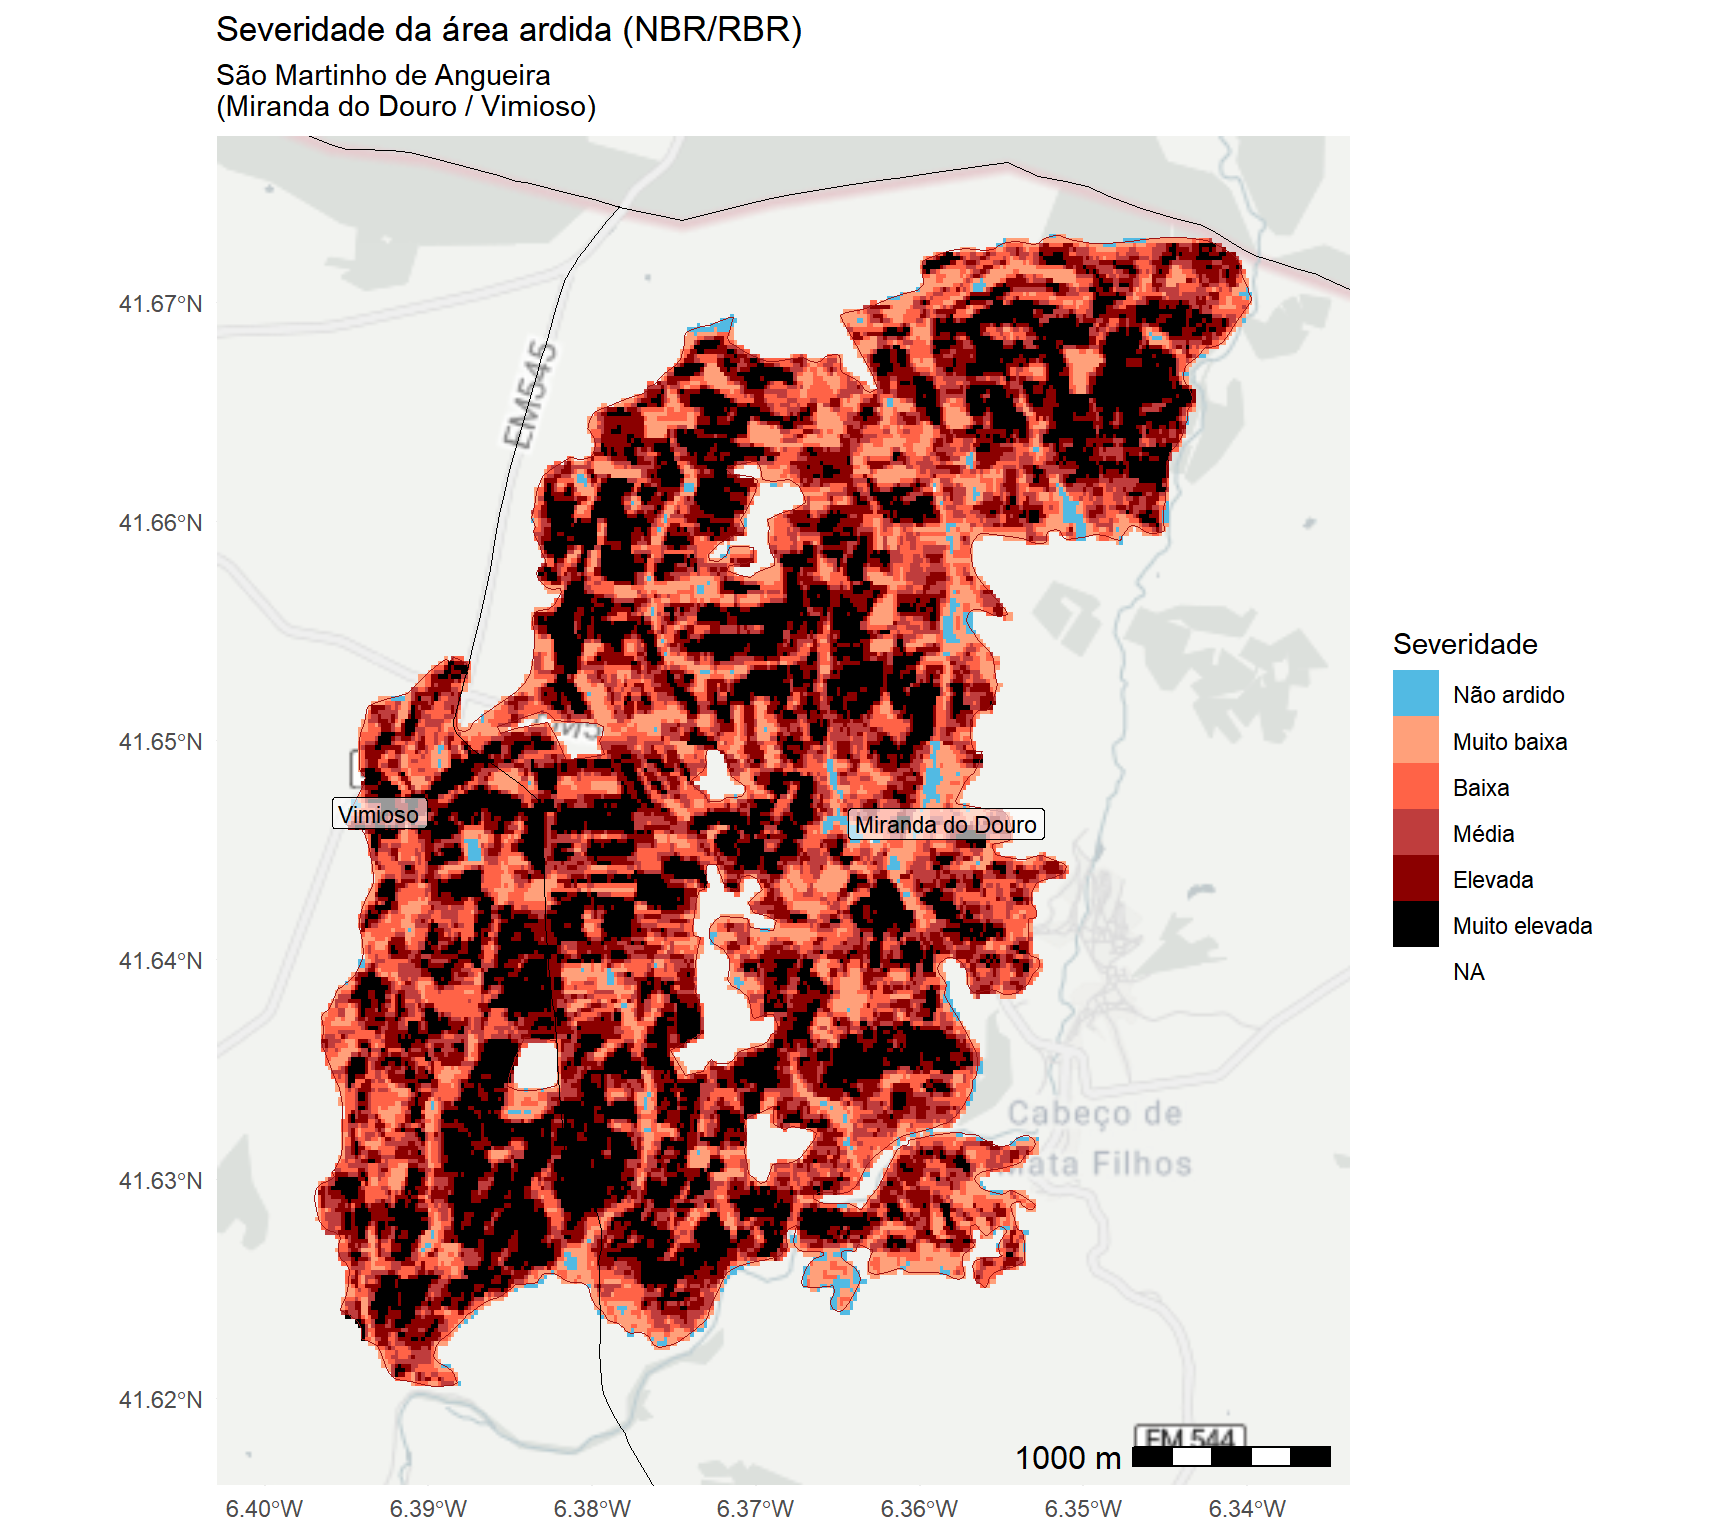 Severidade da área ardida (NBR/RBR)
São Martinho de Angueira
(Miranda do Douro / Vimioso)
41.67°N
41.66°N
41.65°N
41.64°N
41.63°N
41.62°N
EM545
Vimioso
Miranda do Douro
Cabeço de
Filhos
EM 544
1000 m
6.40°W
6.39°W
6.38°W
6.37°W
6.36°W
6.35°W
6.34°W
Severidade
Não ardido
Muito baixa
Baixa
Média
Elevada
Muito elevada
NA